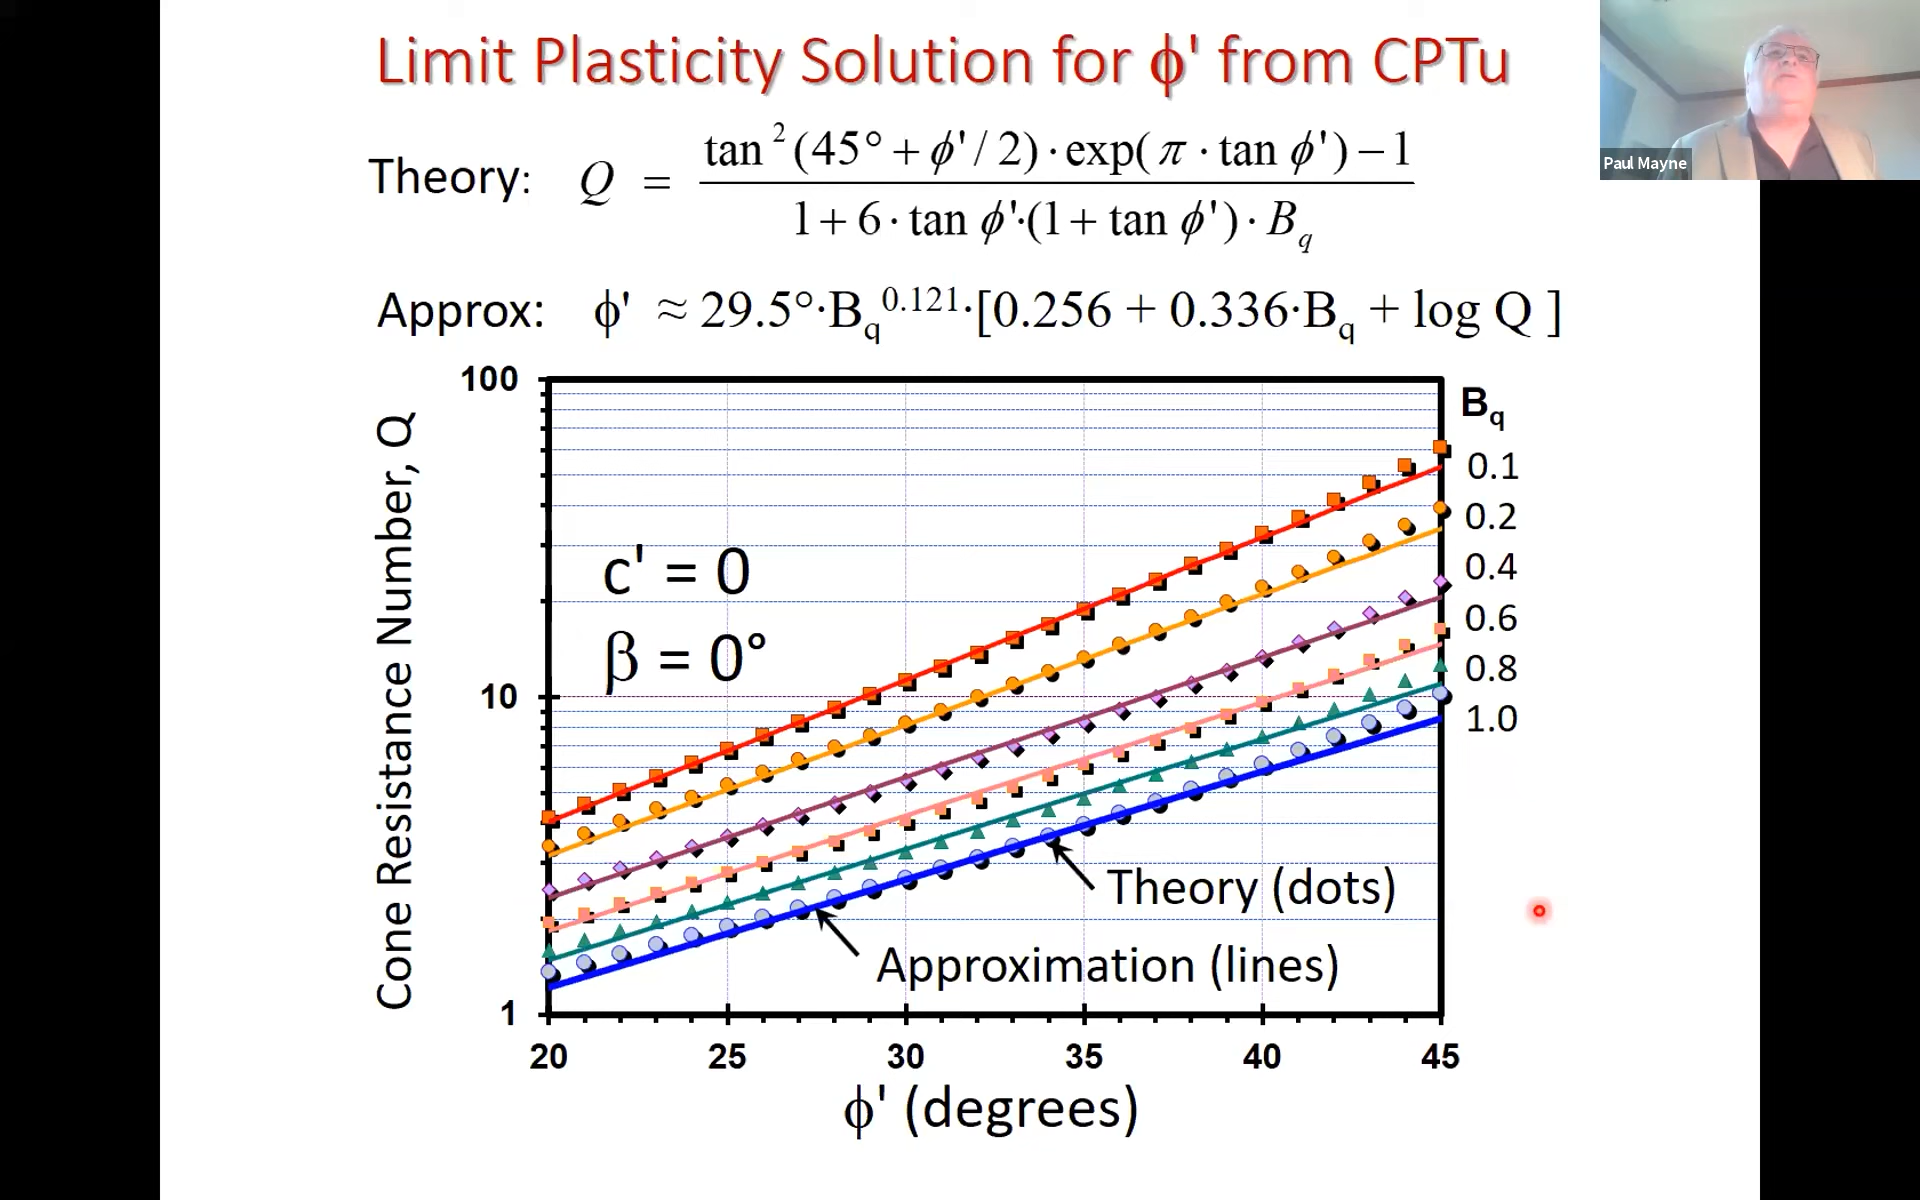 Limit Plasticity Solution for ϕ' from CPTu
Paul Mayne
Theory: Q = tan²(45° + ϕ'/2)·exp(π·tan ϕ') − 1
1 + 6·tan ϕ'·(1 + tan ϕ')·Bq
Approx: ϕ' ≈ 29.5°·Bq^0.121·[0.256 + 0.336·Bq + log Q ]
Cone Resistance Number, Q
100
10
1
c' = 0
β = 0°
Bq
0.1
0.2
0.4
0.6
0.8
1.0
Theory (dots)
Approximation (lines)
20 25 30 35 40 45
ϕ' (degrees)